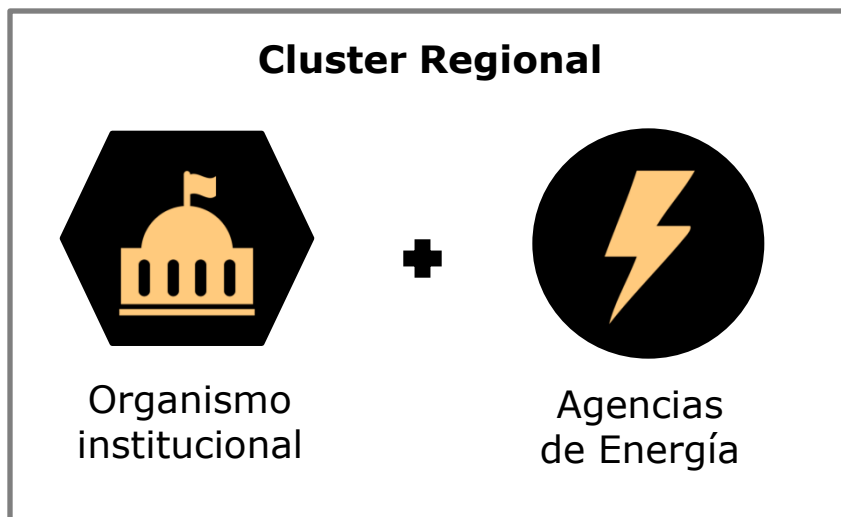 Cluster Regional
Organismo
institucional
Agencias
de Energía